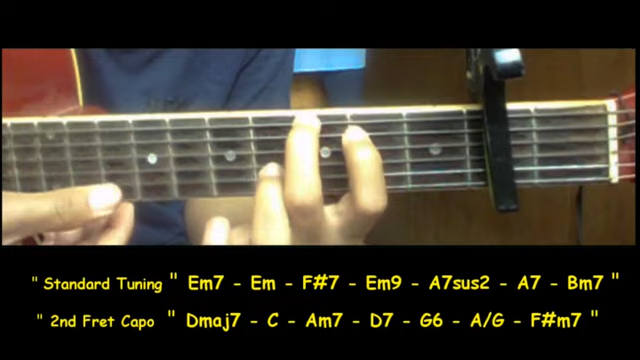 " Standard Tuning " Em7 - Em - F#7 - Em9 - A7sus2 - A7 - Bm7 "
" 2nd Fret Capo " Dmaj7 - C - Am7 - D7 - G6 - A/G - F#m7 "